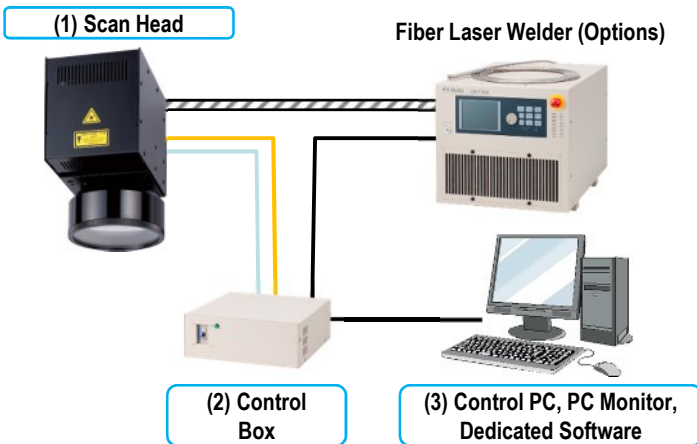 (1) Scan Head
Fiber Laser Welder (Options)
(2) Control
Box
(3) Control PC, PC Monitor,
Dedicated Software